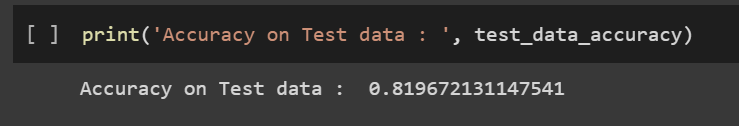 [ ] print('Accuracy on Test data : ', test_data_accuracy)
Accuracy on Test data :  0.819672131147541